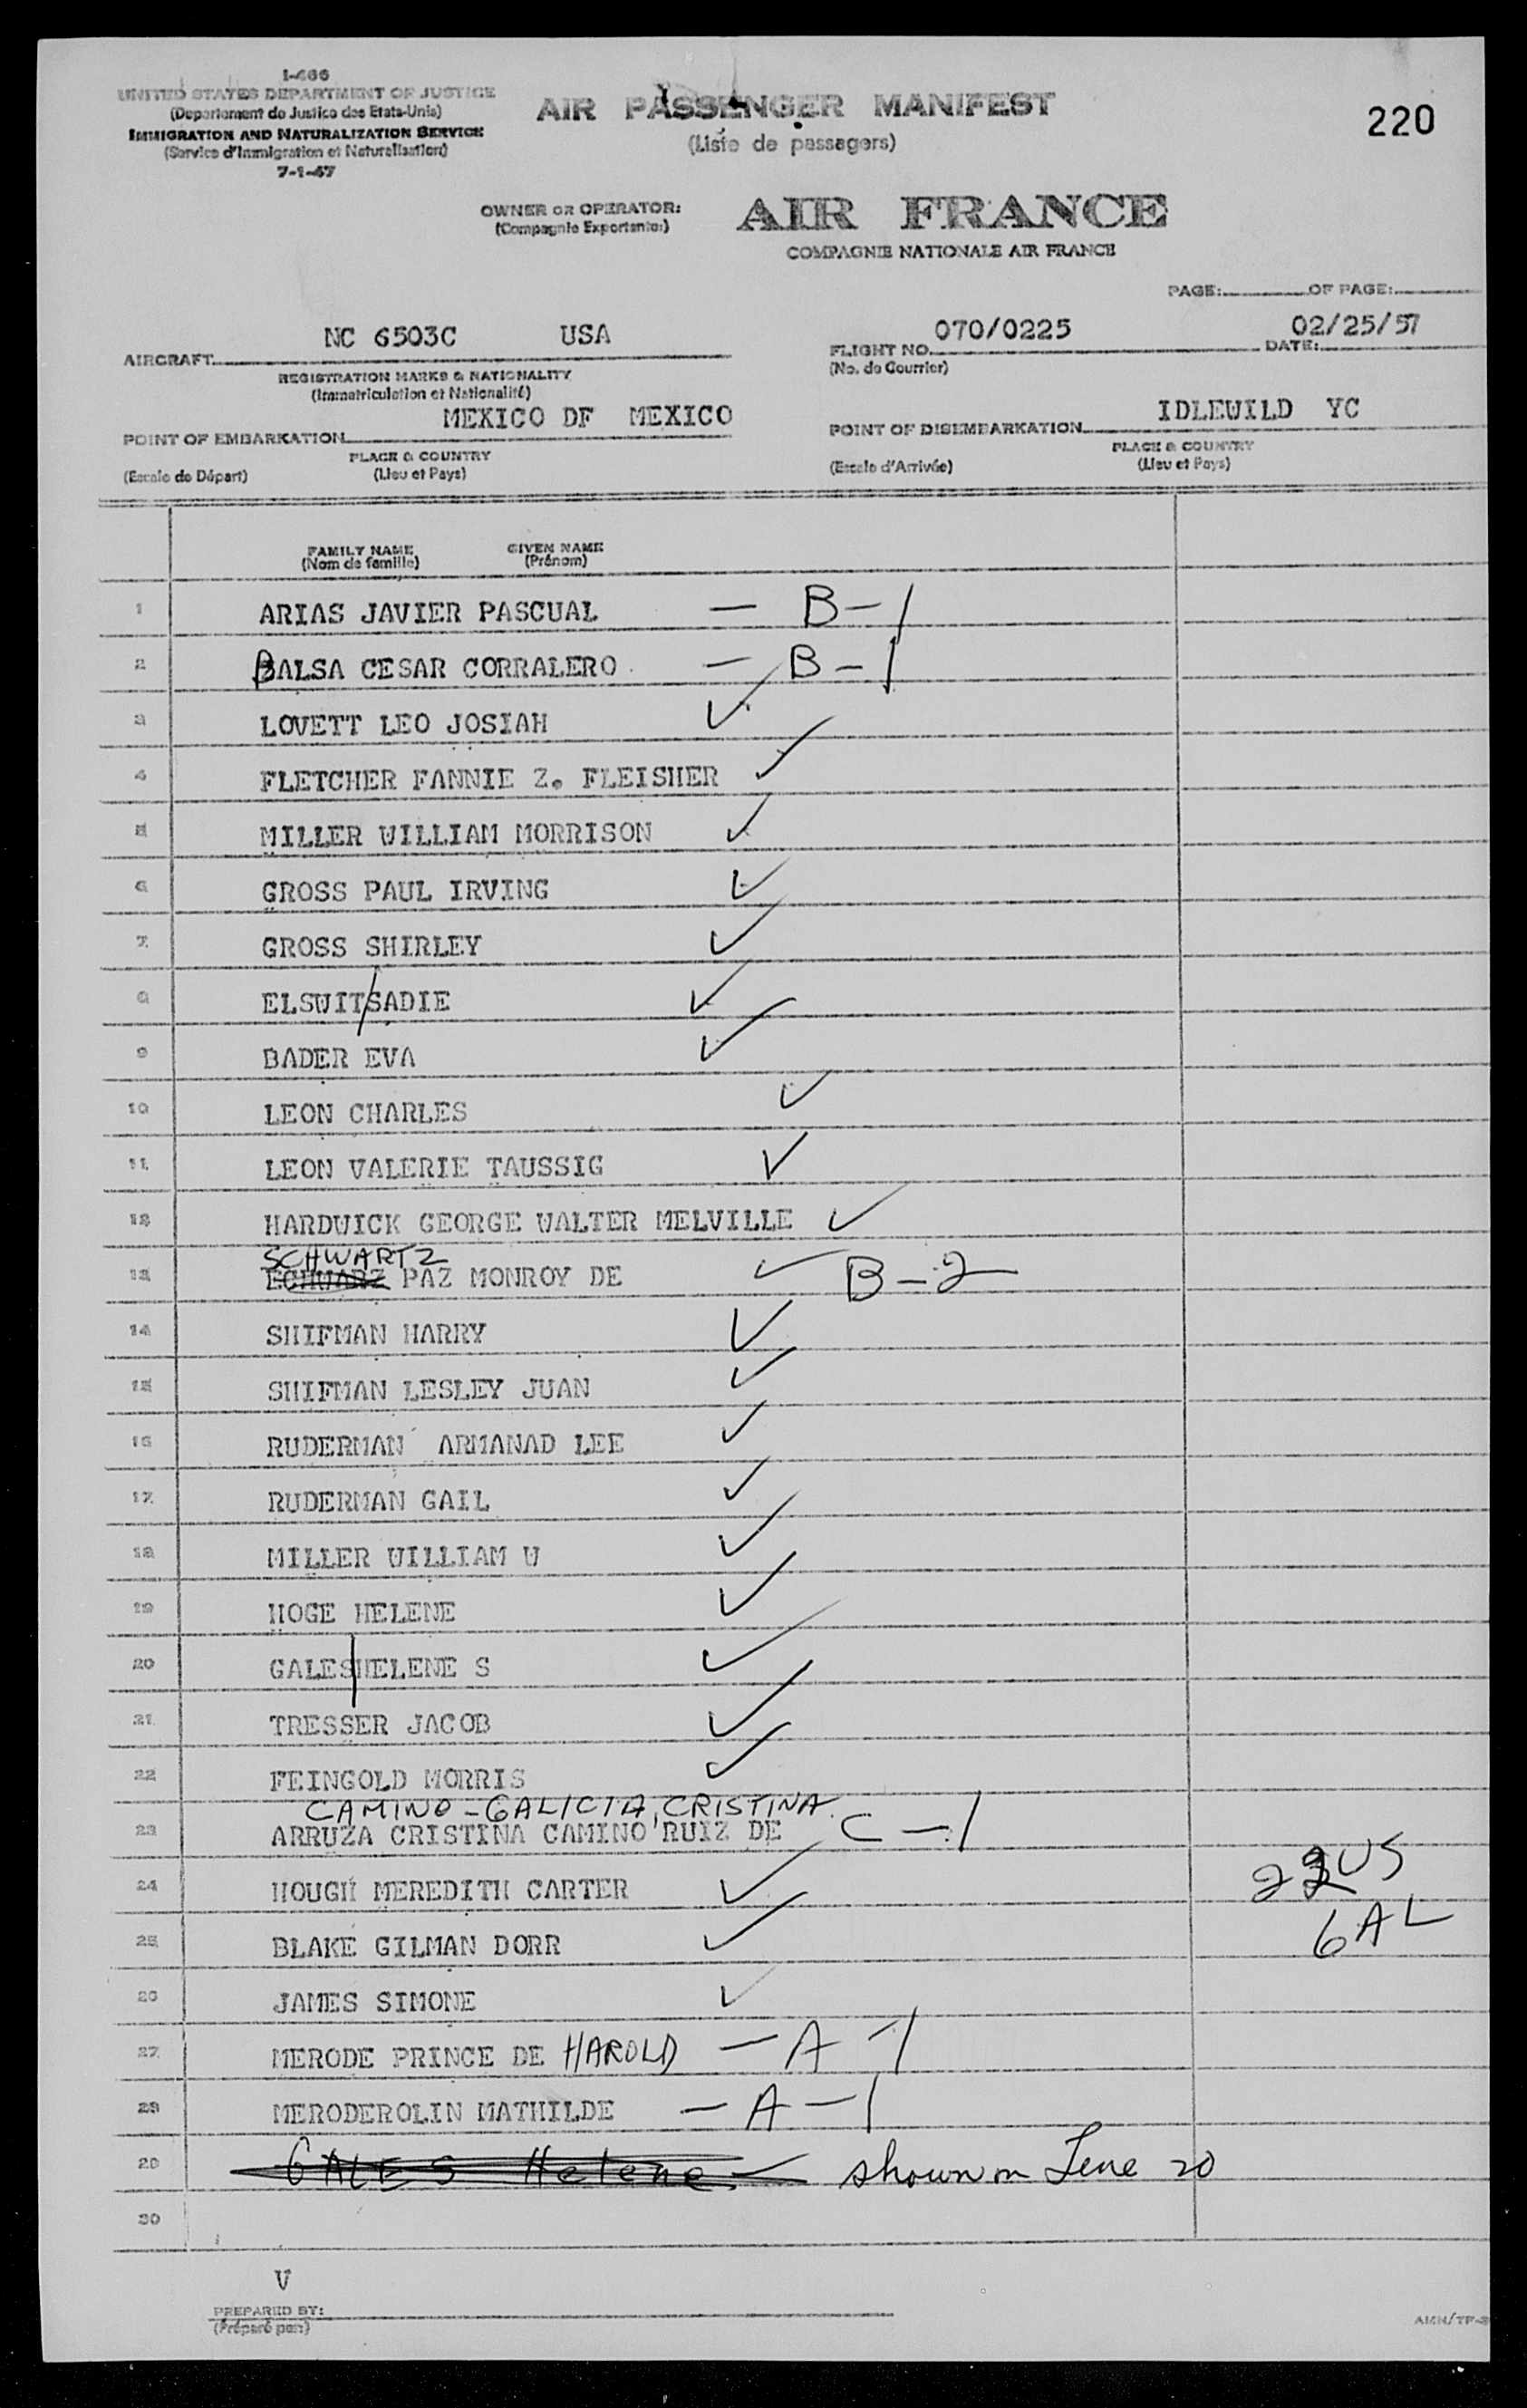 I-466
UNITED STATES DEPARTMENT OF JUSTICE
(Departement de Justice des Etats-Unis)
IMMIGRATION AND NATURALIZATION SERVICE
(Service d'Immigration et Naturalisation)
7-1-47
AIR PASSENGER MANIFEST
(Liste de passagers)
220
OWNER OR OPERATOR:
(Compagnie Exportante:)
AIR FRANCE
COMPAGNIE NATIONALE AIR FRANCE
PAGE: OF PAGE:
AIRCRAFT NC 6503C USA
REGISTRATION MARKS & NATIONALITY
(Immatriculation et Nationalité)
FLIGHT NO. 070/0225 DATE: 02/25/57
(No. de Courrier)
POINT OF EMBARKATION MEXICO DF MEXICO
PLACE & COUNTRY
(Escale de Départ) (Lieu et Pays)
POINT OF DISEMBARKATION IDLEWILD YC
PLACE & COUNTRY
(Escale d'Arrivée) (Lieu et Pays)
FAMILY NAME GIVEN NAME
(Nom de famille) (Prénom)
1 ARIAS JAVIER PASCUAL — B-1
2 BALSA CESAR CORRALERO — B-1
3 LOVETT LEO JOSIAH ✓
4 FLETCHER FANNIE Z. FLEISHER ✓
5 MILLER WILLIAM MORRISON ✓
6 GROSS PAUL IRVING ✓
7 GROSS SHIRLEY ✓
8 ELSWIT/SADIE ✓
9 BADER EVA ✓
10 LEON CHARLES ✓
11 LEON VALERIE TAUSSIG ✓
12 HARDWICK GEORGE WALTER MELVILLE ✓
SCHWARTZ
13 ECHWARZ PAZ MONROY DE ✓ B-2
14 SHIFMAN HARRY ✓
15 SHIFMAN LESLEY JUAN ✓
16 RUDERMAN ARMANAD LEE ✓
17 RUDERMAN GAIL ✓
18 MILLER WILLIAM W ✓
19 HOGE HELENE ✓
20 GALES|HELENE S ✓
21 TRESSER JACOB ✓
22 FEINGOLD MORRIS ✓
CAMINO-GALICIA, CRISTINA.
23 ARRUZA CRISTINA CAMINO RUIZ DE C-1
24 HOUGH MEREDITH CARTER ✓
US
25 BLAKE GILMAN DORR ✓
6 AL
26 JAMES SIMONE ✓
27 MERODE PRINCE DE HAROLD — A-1
28 MERODEROLIN MATHILDE — A-1
29 GALES Helene ✓ shown on Line 20
30
V
PREPARED BY:
(Préparé par:)